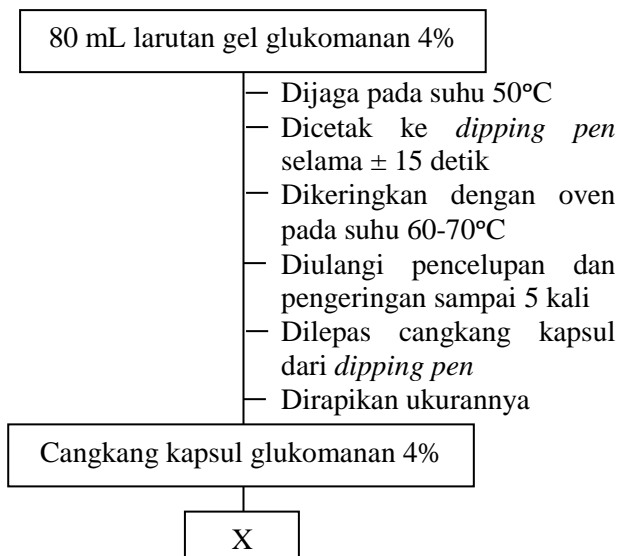 80 mL larutan gel glukomanan 4%
Dijaga pada suhu 50°C
Dicetak ke dipping pen
selama ± 15 detik
Dikeringkan dengan oven
pada suhu 60-70°C
Diulangi pencelupan dan
pengeringan sampai 5 kali
Dilepas cangkang kapsul
dari dipping pen
Dirapikan ukurannya
Cangkang kapsul glukomanan 4%
X